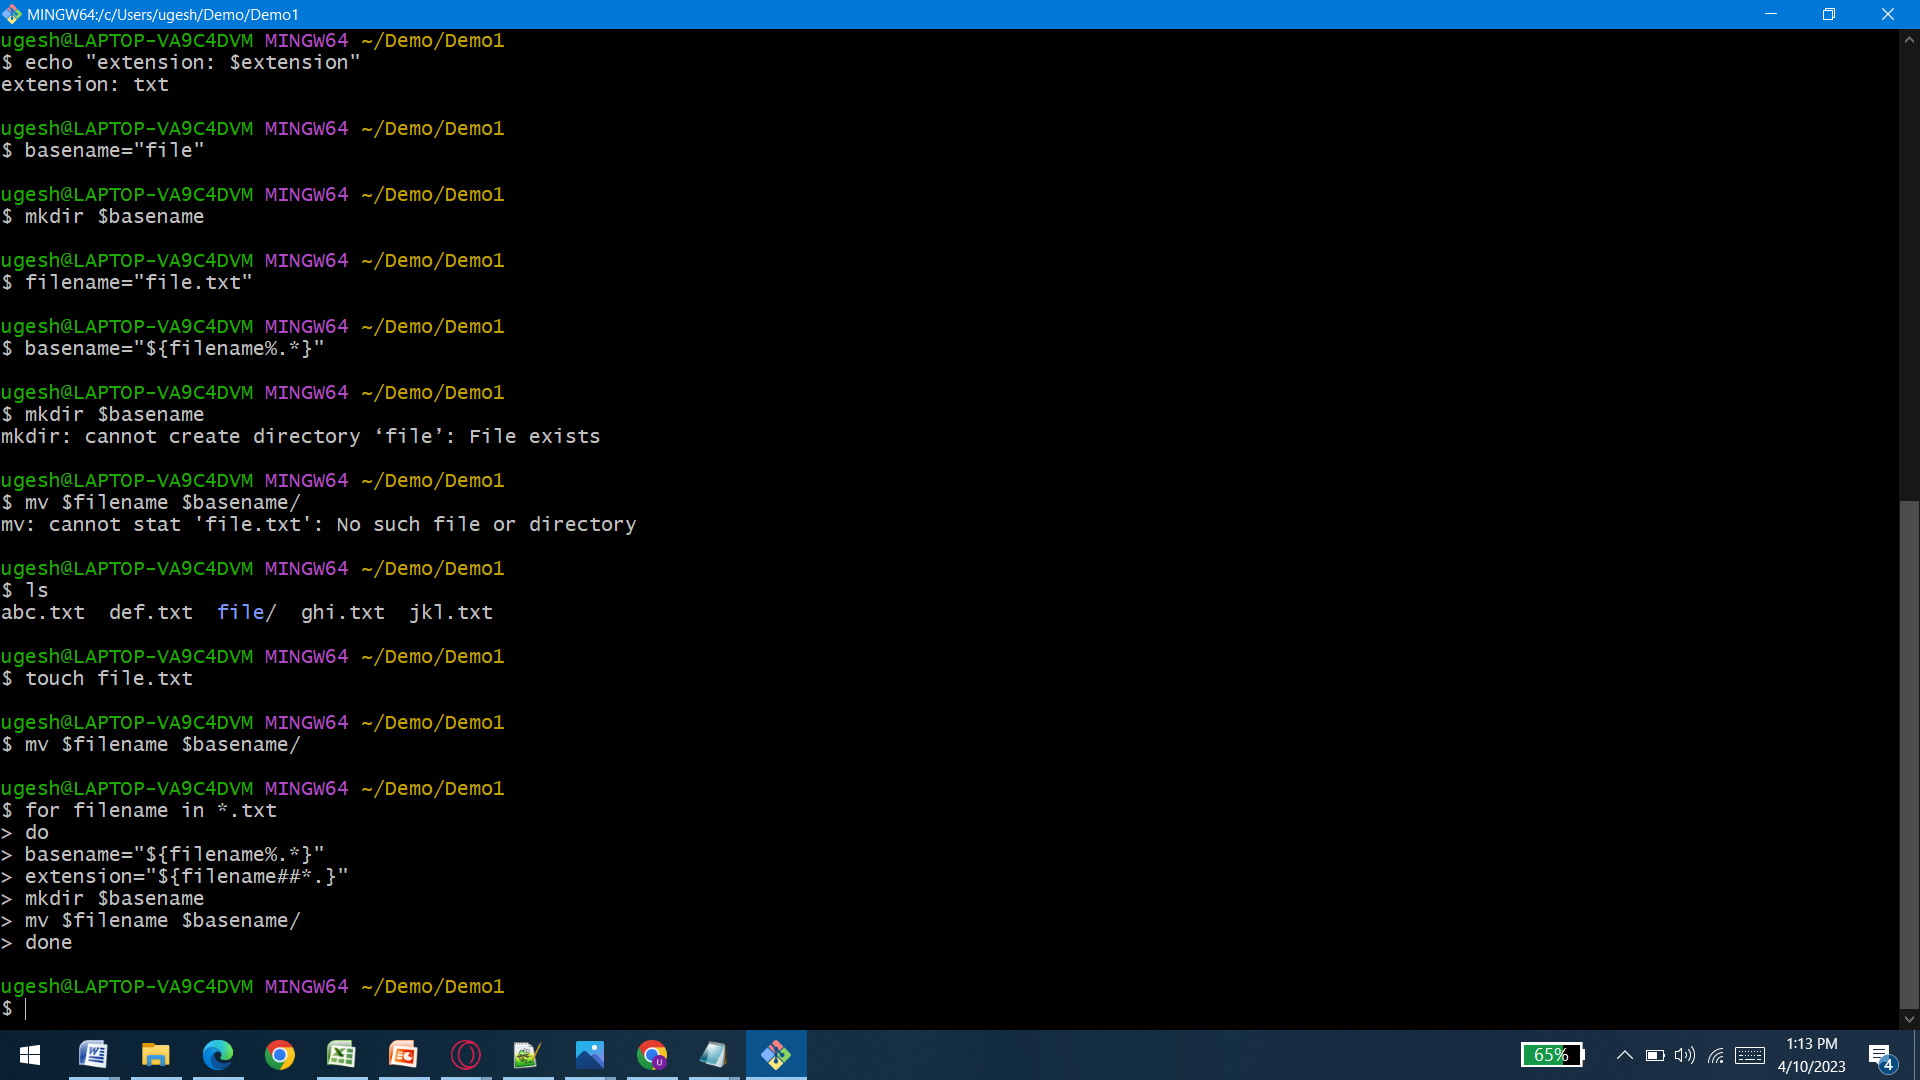 MINGW64:/c/Users/ugesh/Demo/Demo1
ugesh@LAPTOP-VA9C4DVM MINGW64 ~/Demo/Demo1
$ echo "extension: $extension"
extension: txt
ugesh@LAPTOP-VA9C4DVM MINGW64 ~/Demo/Demo1
$ basename="file"
ugesh@LAPTOP-VA9C4DVM MINGW64 ~/Demo/Demo1
$ mkdir $basename
ugesh@LAPTOP-VA9C4DVM MINGW64 ~/Demo/Demo1
$ filename="file.txt"
ugesh@LAPTOP-VA9C4DVM MINGW64 ~/Demo/Demo1
$ basename="${filename%.*}"
ugesh@LAPTOP-VA9C4DVM MINGW64 ~/Demo/Demo1
$ mkdir $basename
mkdir: cannot create directory ‘file’: File exists
ugesh@LAPTOP-VA9C4DVM MINGW64 ~/Demo/Demo1
$ mv $filename $basename/
mv: cannot stat 'file.txt': No such file or directory
ugesh@LAPTOP-VA9C4DVM MINGW64 ~/Demo/Demo1
$ ls
abc.txt  def.txt  file/  ghi.txt  jkl.txt
ugesh@LAPTOP-VA9C4DVM MINGW64 ~/Demo/Demo1
$ touch file.txt
ugesh@LAPTOP-VA9C4DVM MINGW64 ~/Demo/Demo1
$ mv $filename $basename/
ugesh@LAPTOP-VA9C4DVM MINGW64 ~/Demo/Demo1
$ for filename in *.txt
> do
> basename="${filename%.*}"
> extension="${filename##*.}"
> mkdir $basename
> mv $filename $basename/
> done
ugesh@LAPTOP-VA9C4DVM MINGW64 ~/Demo/Demo1
$
65%
1:13 PM
4/10/2023
4